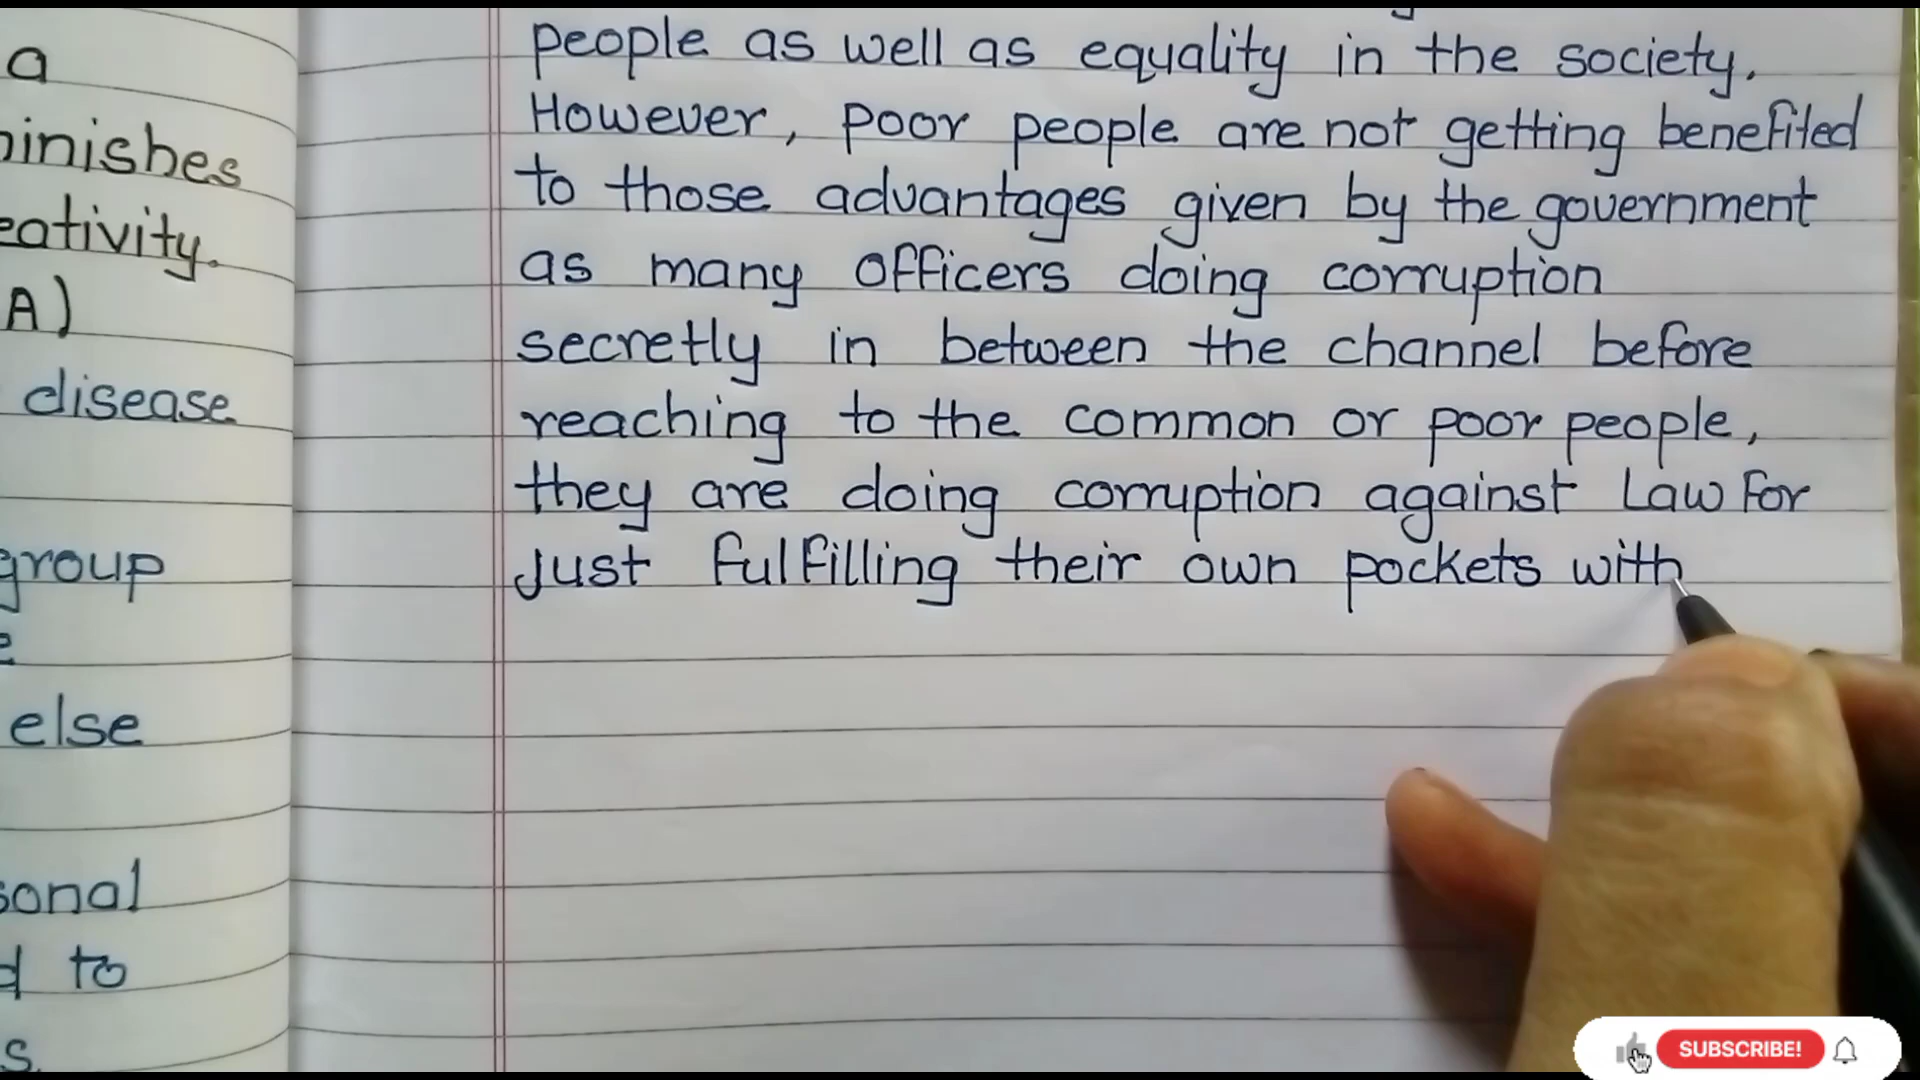 a
eativity.
A)
disease
group
else
sonal
d to
s.
people as well as equality in the society.
However, poor people are not getting benefited
to those advantages given by the government
as many officers doing corruption
secretly in between the channel before
reaching to the common or poor people,
they are doing corruption against Law For
just fulfilling their own pockets with
SUBSCRIBE!